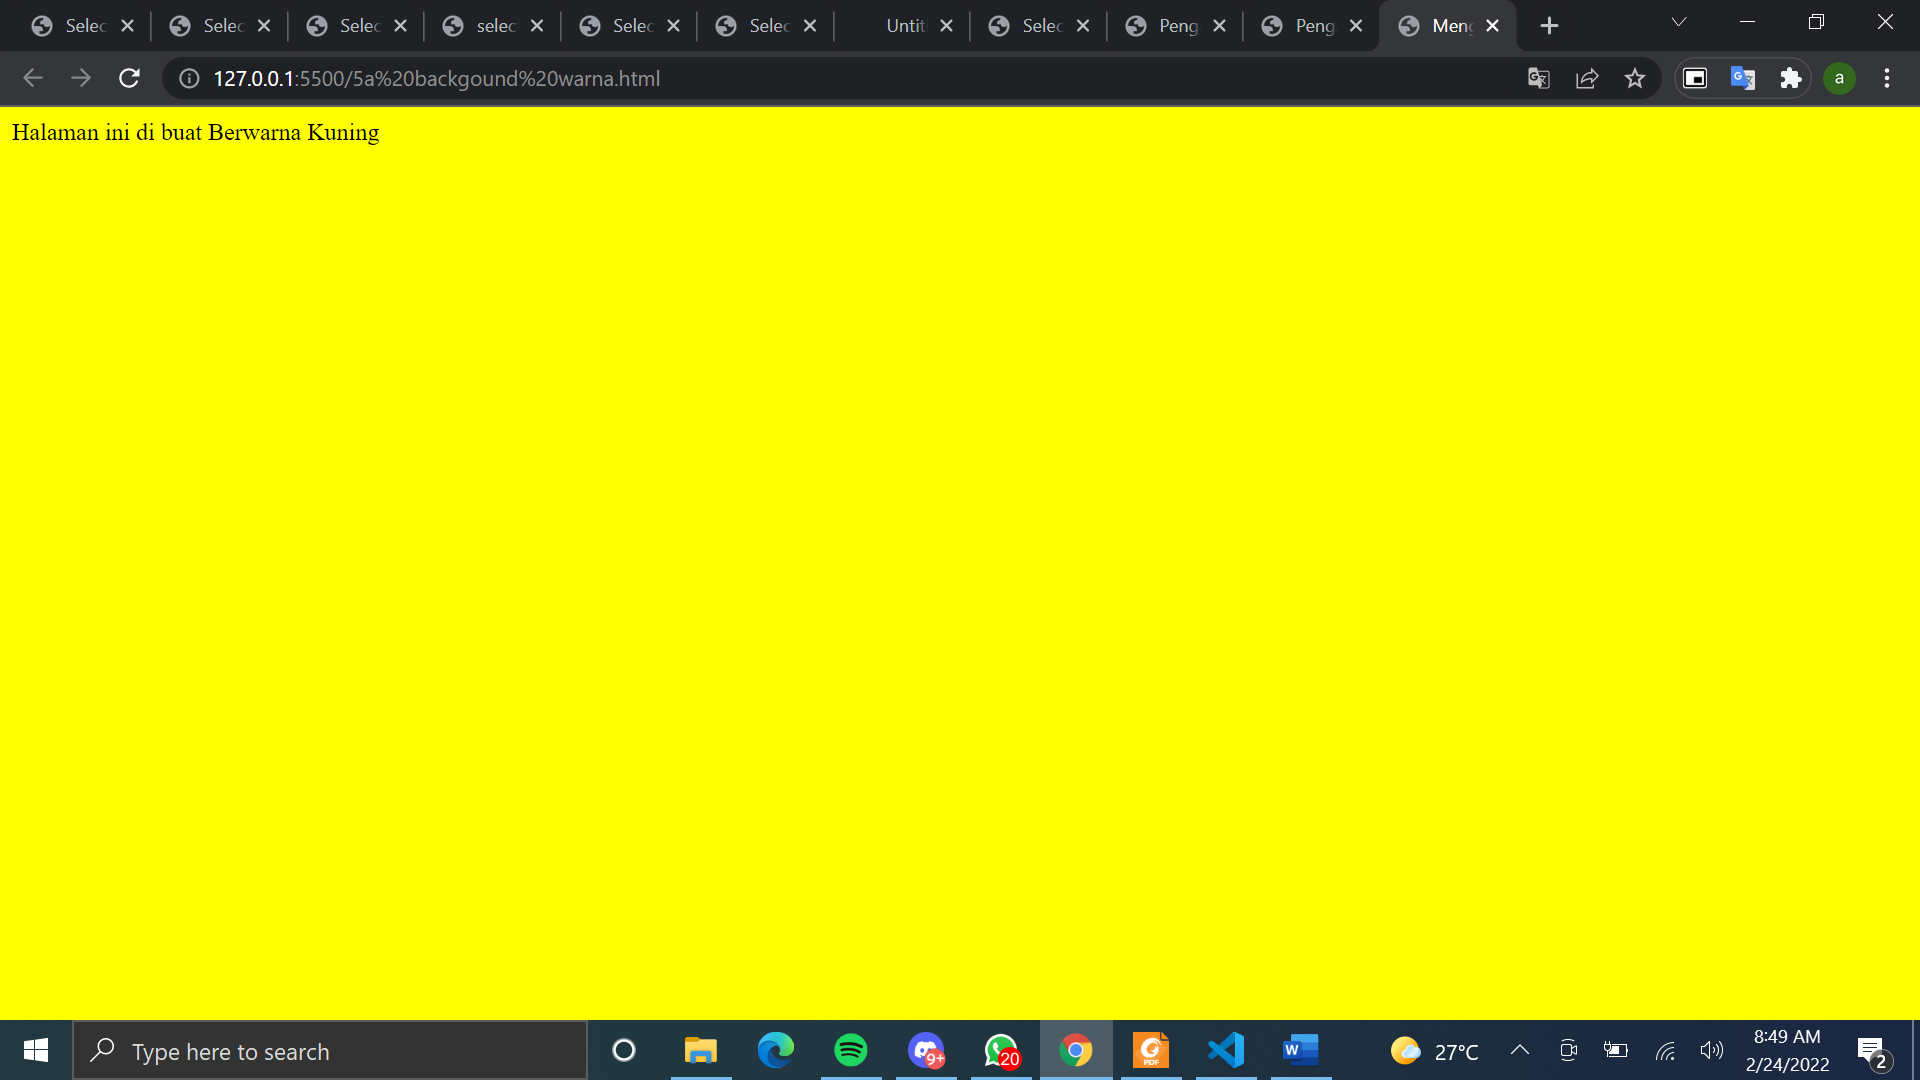 Selec Selec Selec selec Selec Selec Untit Selec Peng Peng Meng
127.0.0.1:5500/5a%20backgound%20warna.html
a
Halaman ini di buat Berwarna Kuning
Type here to search
9+
20
PDF
W
27°C
8:49 AM
2/24/2022
2